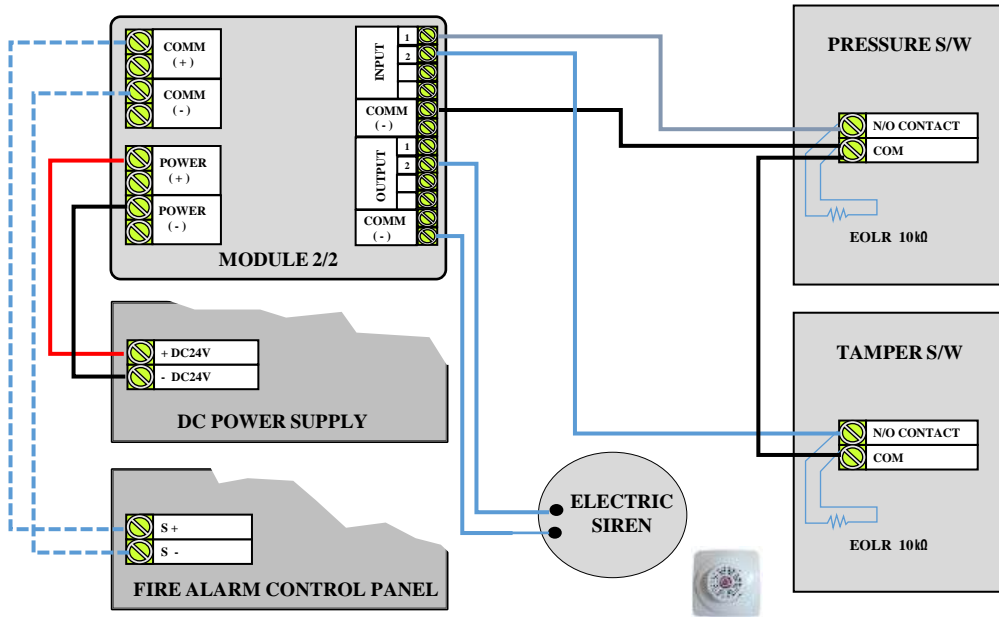 COMM
( + )
COMM
( - )
POWER
( + )
POWER
( - )
INPUT
1
2
COMM
( - )
OUTPUT
1
2
COMM
( - )
MODULE 2/2
PRESSURE S/W
N/O CONTACT
COM
EOLR 10㏀
+ DC24V
- DC24V
DC POWER SUPPLY
TAMPER S/W
N/O CONTACT
COM
EOLR 10㏀
ELECTRIC
SIREN
S +
S -
FIRE ALARM CONTROL PANEL